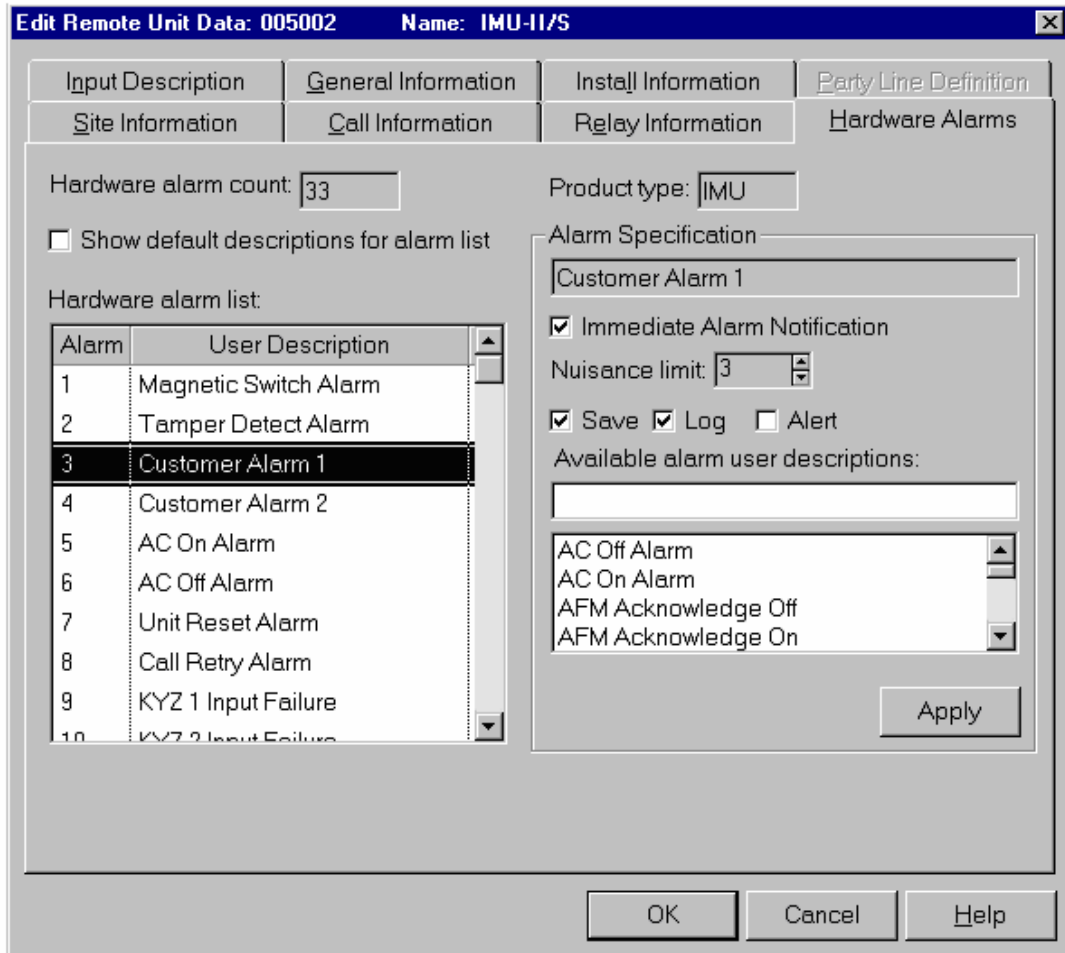 Edit Remote Unit Data: 005002 Name: IMU-II/S
Input Description General Information Install Information Party Line Definition
Site Information Call Information Relay Information Hardware Alarms
Hardware alarm count: 33
Product type: IMU
Show default descriptions for alarm list
Hardware alarm list:
Alarm User Description
1 Magnetic Switch Alarm
2 Tamper Detect Alarm
3 Customer Alarm 1
4 Customer Alarm 2
5 AC On Alarm
6 AC Off Alarm
7 Unit Reset Alarm
8 Call Retry Alarm
9 KYZ 1 Input Failure
10 KYZ 2 Input Failure
Alarm Specification
Customer Alarm 1
Immediate Alarm Notification
Nuisance limit: 3
Save Log Alert
Available alarm user descriptions:
AC Off Alarm
AC On Alarm
AFM Acknowledge Off
AFM Acknowledge On
Apply
OK Cancel Help